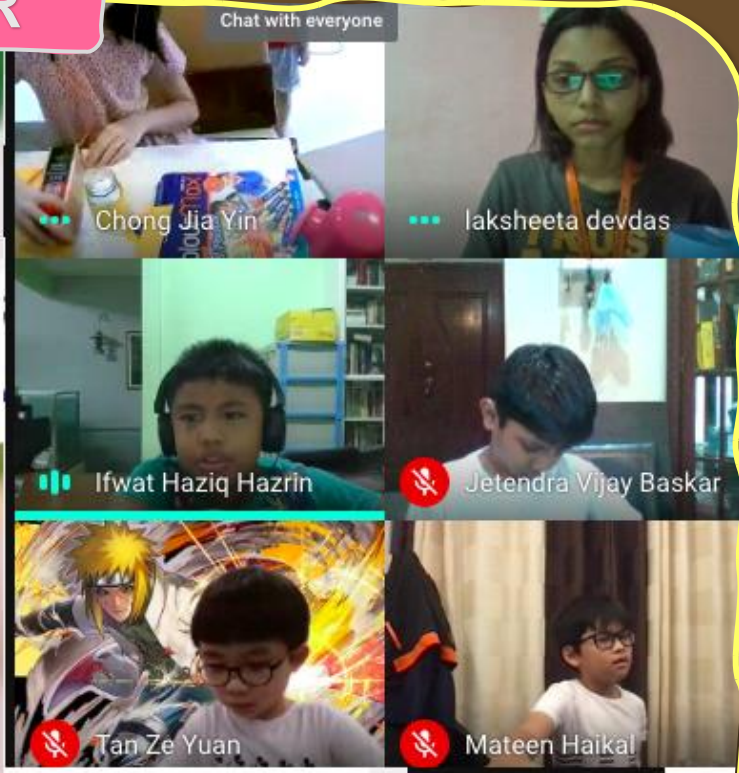 R
Chat with everyone
Chong Jia Yin
laksheeta devdas
TRUST
Ifwat Haziq Hazrin
Jetendra Vijay Baskar
Tan Ze Yuan
Mateen Haikal